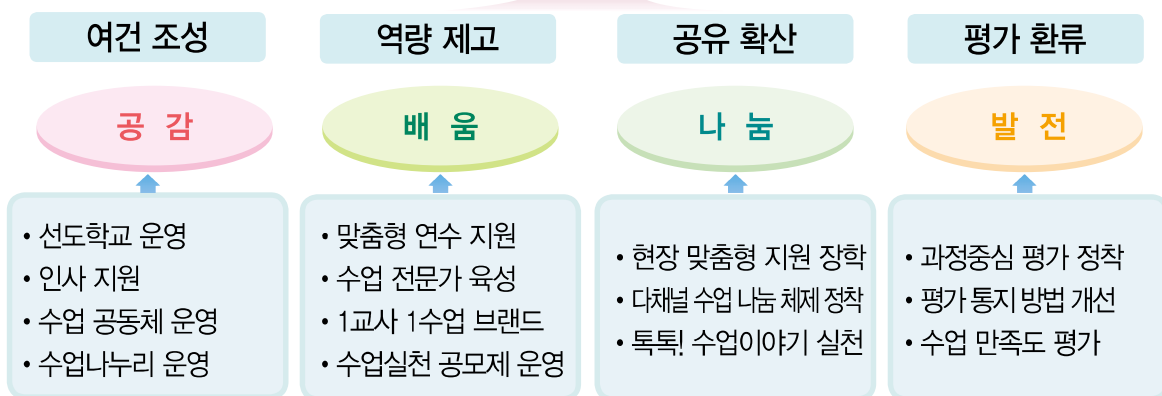 여건 조성
역량 제고
공유 확산
평가 환류
공 감
배 움
나 눔
발 전
• 선도학교 운영
• 인사 지원
• 수업 공동체 운영
• 수업나누리 운영
• 맞춤형 연수 지원
• 수업 전문가 육성
• 1교사 1수업 브랜드
• 수업실천 공모제 운영
• 현장 맞춤형 지원 장학
• 다채널 수업 나눔 체제 정착
• 톡톡! 수업이야기 실천
• 과정중심 평가 정착
• 평가 통지 방법 개선
• 수업 만족도 평가